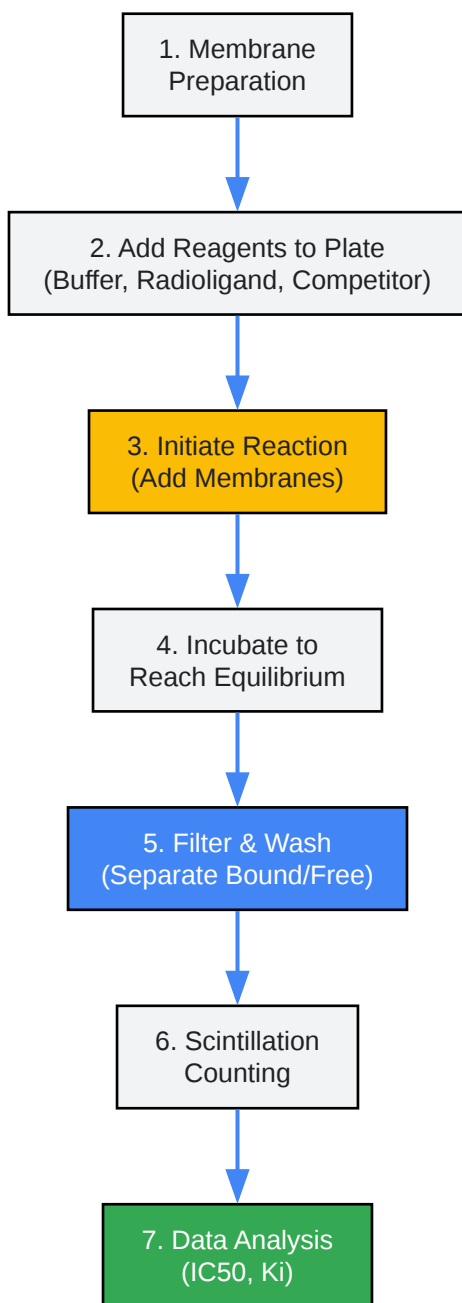 1. Membrane
Preparation
2. Add Reagents to Plate
(Buffer, Radioligand, Competitor)
3. Initiate Reaction
(Add Membranes)
4. Incubate to
Reach Equilibrium
5. Filter & Wash
(Separate Bound/Free)
6. Scintillation
Counting
7. Data Analysis
(IC50, Ki)